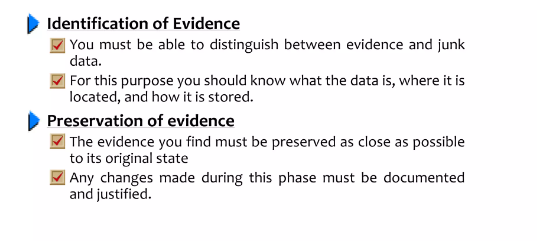 Identification of Evidence
You must be able to distinguish between evidence and junk
data.
For this purpose you should know what the data is, where it is
located, and how it is stored.
Preservation of evidence
The evidence you find must be preserved as close as possible
to its original state
Any changes made during this phase must be documented
and justified.